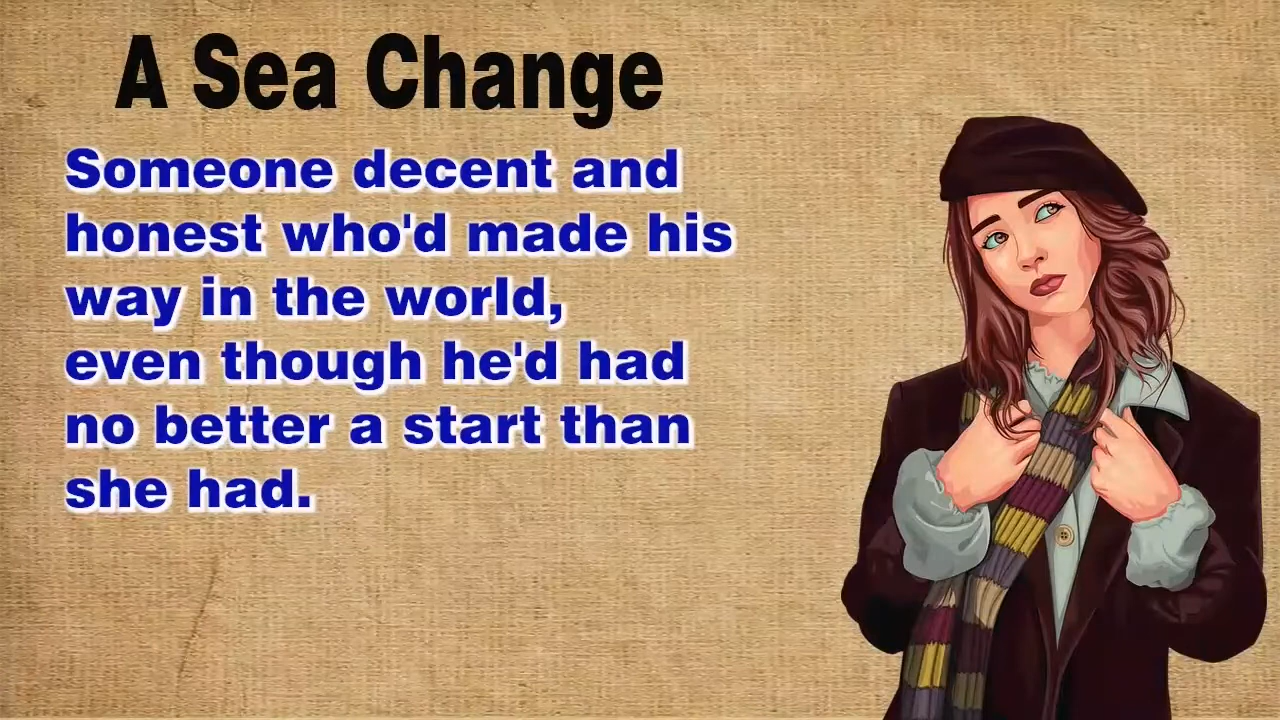 A Sea Change
Someone decent and
honest who'd made his
way in the world,
even though he'd had
no better a start than
she had.